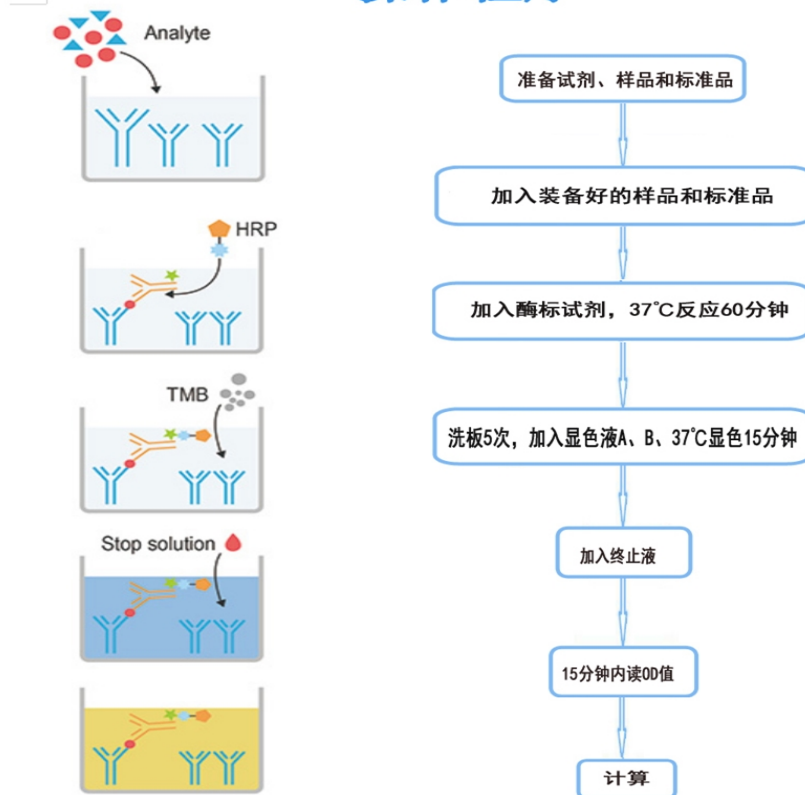 Analyte
HRP
TMB
Stop solution
准备试剂、样品和标准品
加入装备好的样品和标准品
加入酶标试剂，37℃反应60分钟
洗板5次，加入显色液A、B、37℃显色15分钟
加入终止液
15分钟内读OD值
计算